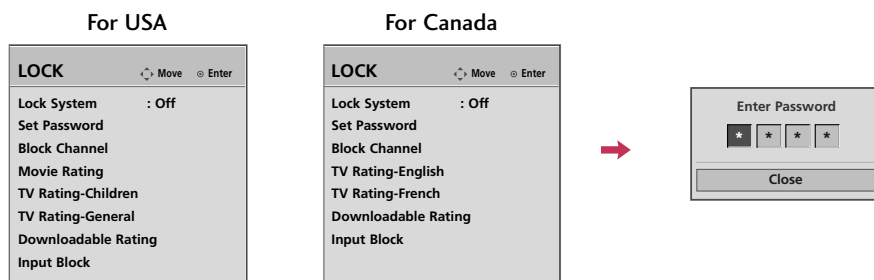 For USA
LOCK Move Enter
Lock System : Off
Set Password
Block Channel
Movie Rating
TV Rating-Children
TV Rating-General
Downloadable Rating
Input Block
For Canada
LOCK Move Enter
Lock System : Off
Set Password
Block Channel
TV Rating-English
TV Rating-French
Downloadable Rating
Input Block
Enter Password
* * * *
Close